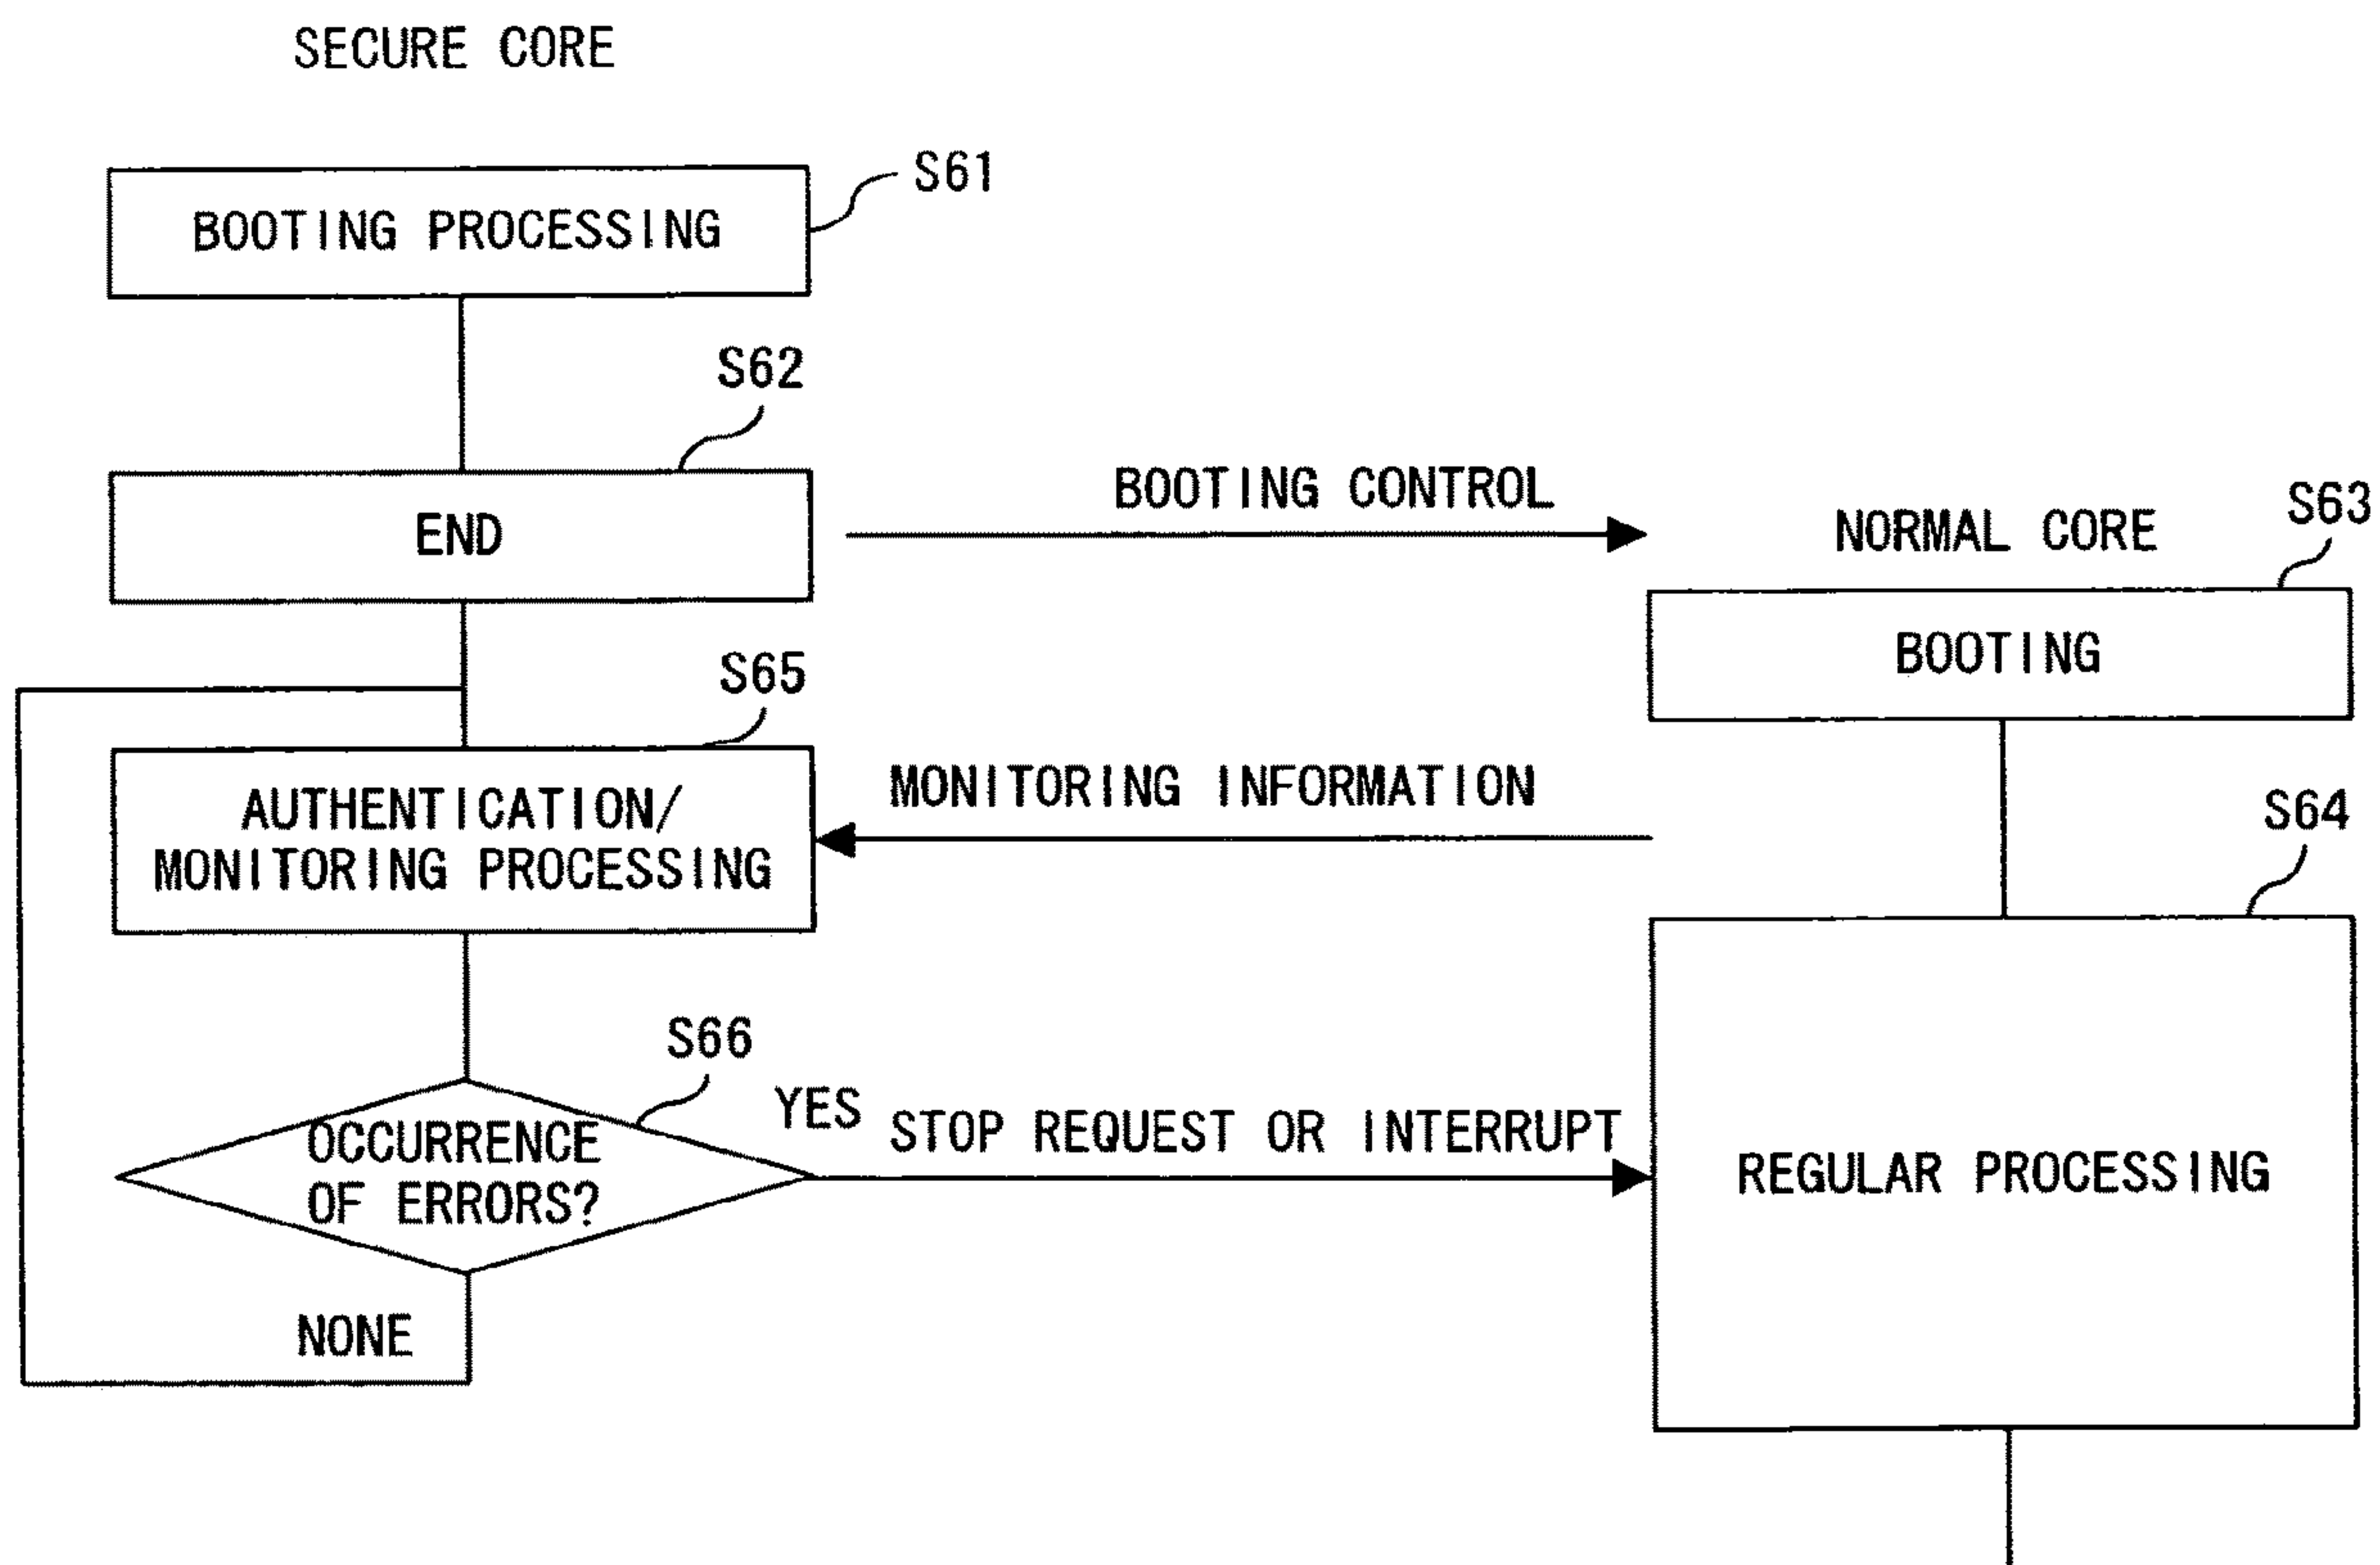 SECURE CORE
S61
BOOTING PROCESSING
S62
END
BOOTING CONTROL
NORMAL CORE
S63
BOOTING
S65
AUTHENTICATION/
MONITORING PROCESSING
MONITORING INFORMATION
S64
REGULAR PROCESSING
S66
OCCURRENCE
OF ERRORS?
YES
STOP REQUEST OR INTERRUPT
NONE